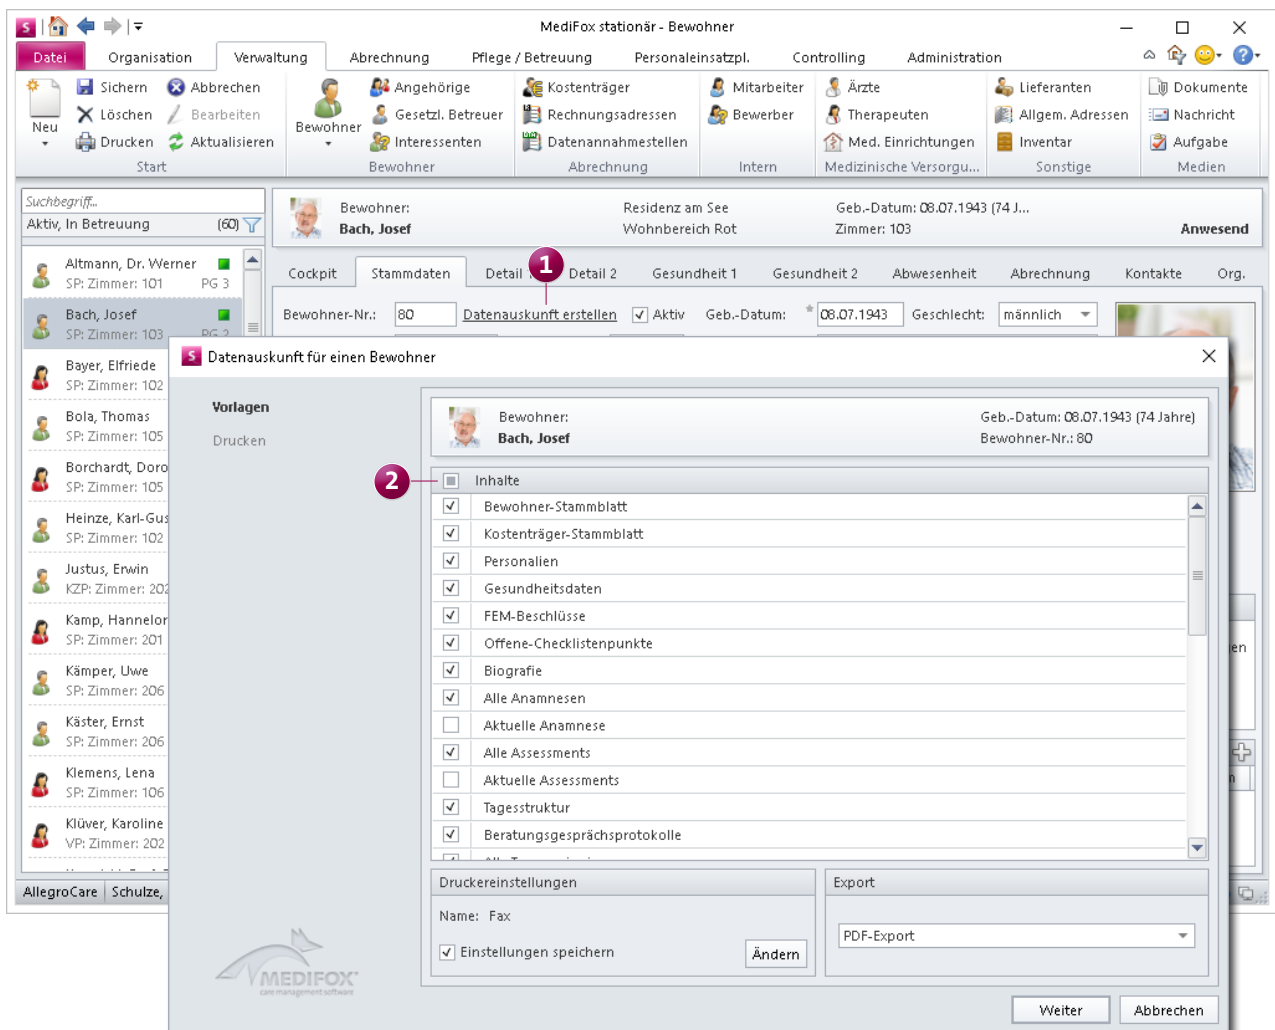 MediFox stationär - Bewohner
Datei Organisation Verwaltung Abrechnung Pflege / Betreuung Personaleinsatzpl. Controlling Administration
Neu
Sichern Abbrechen
Löschen Bearbeiten
Drucken Aktualisieren
Start
Bewohner
Angehörige
Gesetzl. Betreuer
Interessenten
Bewohner
Kostenträger
Rechnungsadressen
Datenannahmestellen
Abrechnung
Mitarbeiter
Bewerber
Intern
Ärzte
Therapeuten
Med. Einrichtungen
Medizinische Versorgu...
Lieferanten
Allgem. Adressen
Inventar
Sonstige
Dokumente
Nachricht
Aufgabe
Medien
Suchbegriff...
Aktiv, In Betreuung (60)
Altmann, Dr. Werner
SP: Zimmer: 101 PG 3
Bach, Josef
SP: Zimmer: 103 PG 2
Bayer, Elfriede
SP: Zimmer: 102
Bola, Thomas
SP: Zimmer: 105
Borchardt, Doro
SP: Zimmer: 105
Heinze, Karl-Gus
SP: Zimmer: 102
Justus, Erwin
KZP: Zimmer: 202
Kamp, Hannelor
SP: Zimmer: 201
Kämper, Uwe
SP: Zimmer: 206
Käster, Ernst
SP: Zimmer: 206
Klemens, Lena
SP: Zimmer: 106
Klüver, Karoline
VP: Zimmer: 202
AllegroCare Schulze,
Bewohner: Residenz am See Geb.-Datum: 08.07.1943 (74 J...
Bach, Josef Wohnbereich Rot Zimmer: 103 Anwesend
1
Cockpit Stammdaten Detail Detail 2 Gesundheit 1 Gesundheit 2 Abwesenheit Abrechnung Kontakte Org.
Bewohner-Nr.: 80 Datenauskunft erstellen Aktiv Geb.-Datum: * 08.07.1943 Geschlecht: männlich
S Datenauskunft für einen Bewohner
Vorlagen
Drucken
Bewohner: Geb.-Datum: 08.07.1943 (74 Jahre)
Bach, Josef Bewohner-Nr.: 80
2
Inhalte
Bewohner-Stammblatt
Kostenträger-Stammblatt
Personalien
Gesundheitsdaten
FEM-Beschlüsse
Offene-Checklistenpunkte
Biografie
Alle Anamnesen
Aktuelle Anamnese
Alle Assessments
Aktuelle Assessments
Tagesstruktur
Beratungsgesprächsprotokolle
Druckereinstellungen
Name: Fax
Einstellungen speichern
Ändern
Export
PDF-Export
MEDIFOX
care management software
Weiter Abbrechen
en